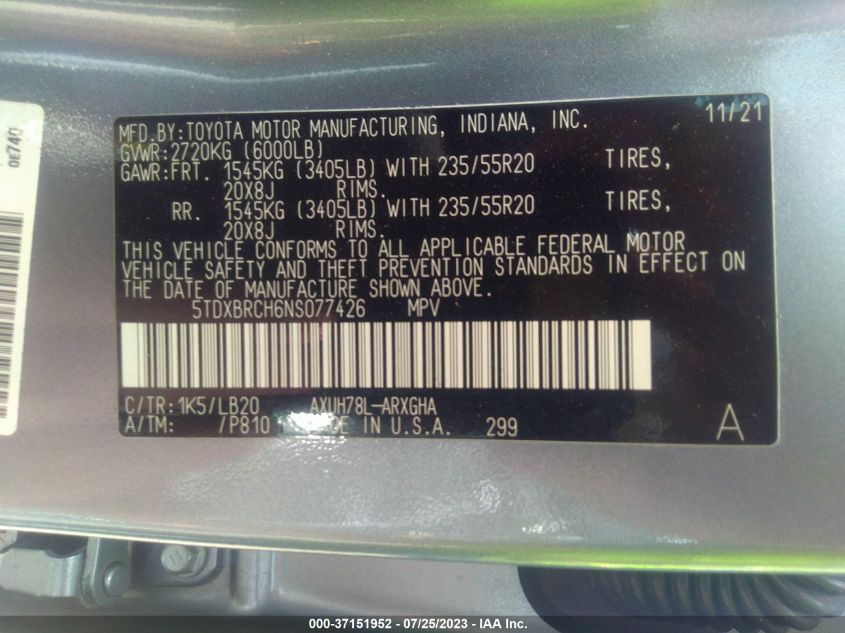 0E740
11/21
MFD.BY:TOYOTA MOTOR MANUFACTURING, INDIANA, INC.
GVWR:2720KG (6000LB)
GAWR:FRT. 1545KG (3405LB) WITH 235/55R20 TIRES,
20X8J RIMS.
RR. 1545KG (3405LB) WITH 235/55R20 TIRES,
20X8J RIMS.
THIS VEHICLE CONFORMS TO ALL APPLICABLE FEDERAL MOTOR
VEHICLE SAFETY AND THEFT PREVENTION STANDARDS IN EFFECT ON
THE DATE OF MANUFACTURE SHOWN ABOVE.
5TDXBRCH6NS077426 MPV
C/TR:1K5/LB20 AXUH78L-ARXGHA
A/TM: /P810 IN U.S.A. 299 A
000-37151952 - 07/25/2023 - IAA Inc.